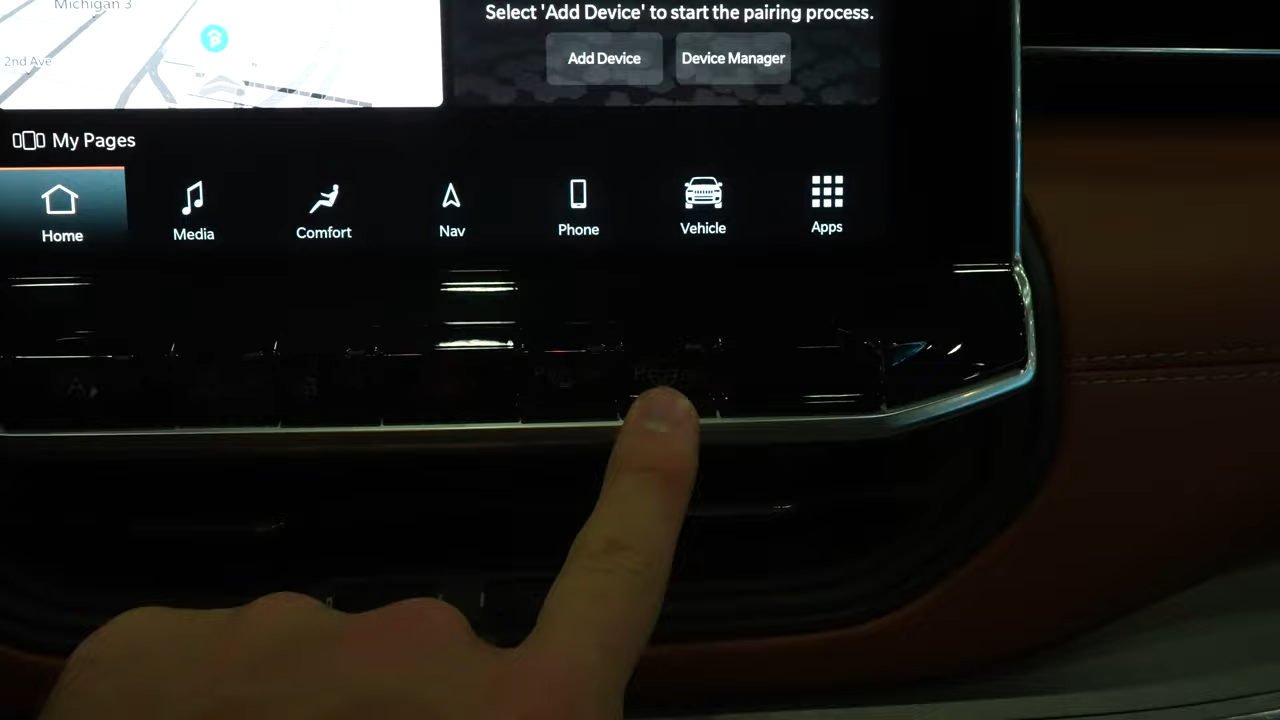 Michigan 3
Select 'Add Device' to start the pairing process.
2nd Ave
Add Device
Device Manager
My Pages
Home
Media
Comfort
Nav
Phone
Vehicle
Apps